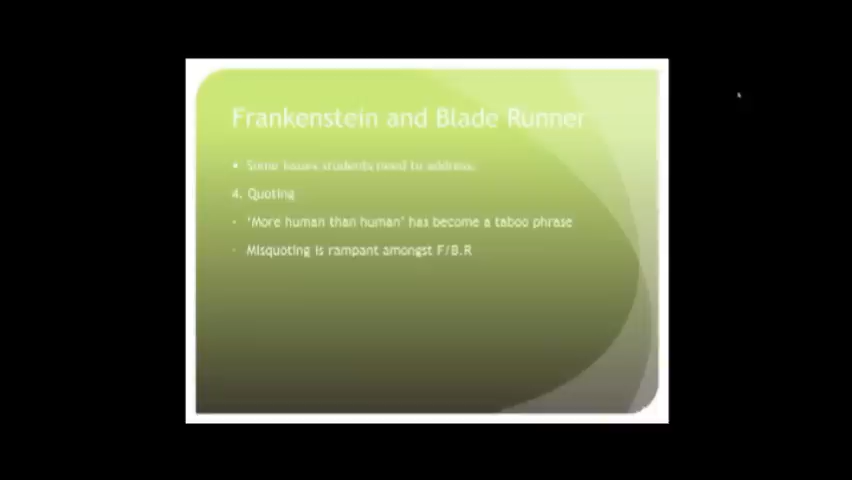 Frankenstein and Blade Runner
• Some issues students need to address.
4. Quoting
- 'More human than human' has become a taboo phrase
- Misquoting is rampant amongst F/B.R